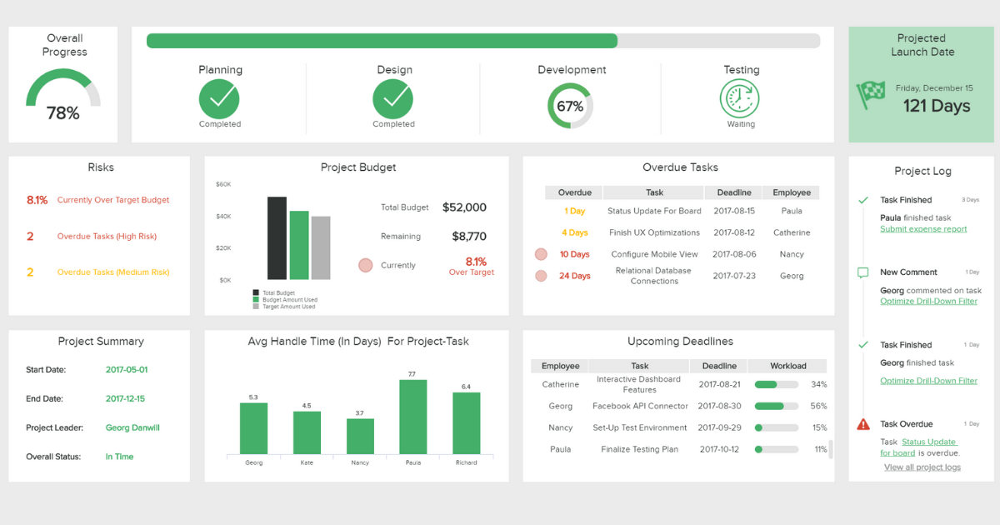 Overall
Progress
78%
Planning
Completed
Design
Completed
Development
67%
Testing
Waiting
Projected
Launch Date
Friday, December 15
121 Days
Risks
8.1% Currently Over Target Budget
2 Overdue Tasks (High Risk)
2 Overdue Tasks (Medium Risk)
Project Budget
$60K
$40K
$20K
$0K
Total Budget
Budget Amount Used
Target Amount Used
Total Budget $52,000
Remaining $8,770
Currently 8.1%
Over Target
Overdue Tasks
Overdue Task Deadline Employee
1 Day Status Update For Board 2017-08-15 Paula
4 Days Finish UX Optimizations 2017-08-12 Catherine
10 Days Configure Mobile View 2017-08-06 Nancy
24 Days Relational Database
Connections 2017-07-23 Georg
Project Log
Task Finished 3 Days
Paula finished task
Submit expense report
New Comment 1 Day
Georg commented on task
Optimize Drill-Down Filter
Task Finished 1 Day
Georg finished task
Optimize Drill-Down Filter
Task Overdue 1 Day
Task Status Update
for board is overdue.
View all project logs
Project Summary
Start Date: 2017-05-01
End Date: 2017-12-15
Project Leader: Georg Danwill
Overall Status: In Time
Avg Handle Time (In Days) For Project-Task
5.3
4.5
3.7
7.7
6.4
Georg Kate Nancy Paula Richard
Upcoming Deadlines
Employee Task Deadline Workload
Catherine Interactive Dashboard
Features 2017-08-21 34%
Georg Facebook API Connector 2017-08-30 56%
Nancy Set-Up Test Environment 2017-09-29 15%
Paula Finalize Testing Plan 2017-10-12 11%